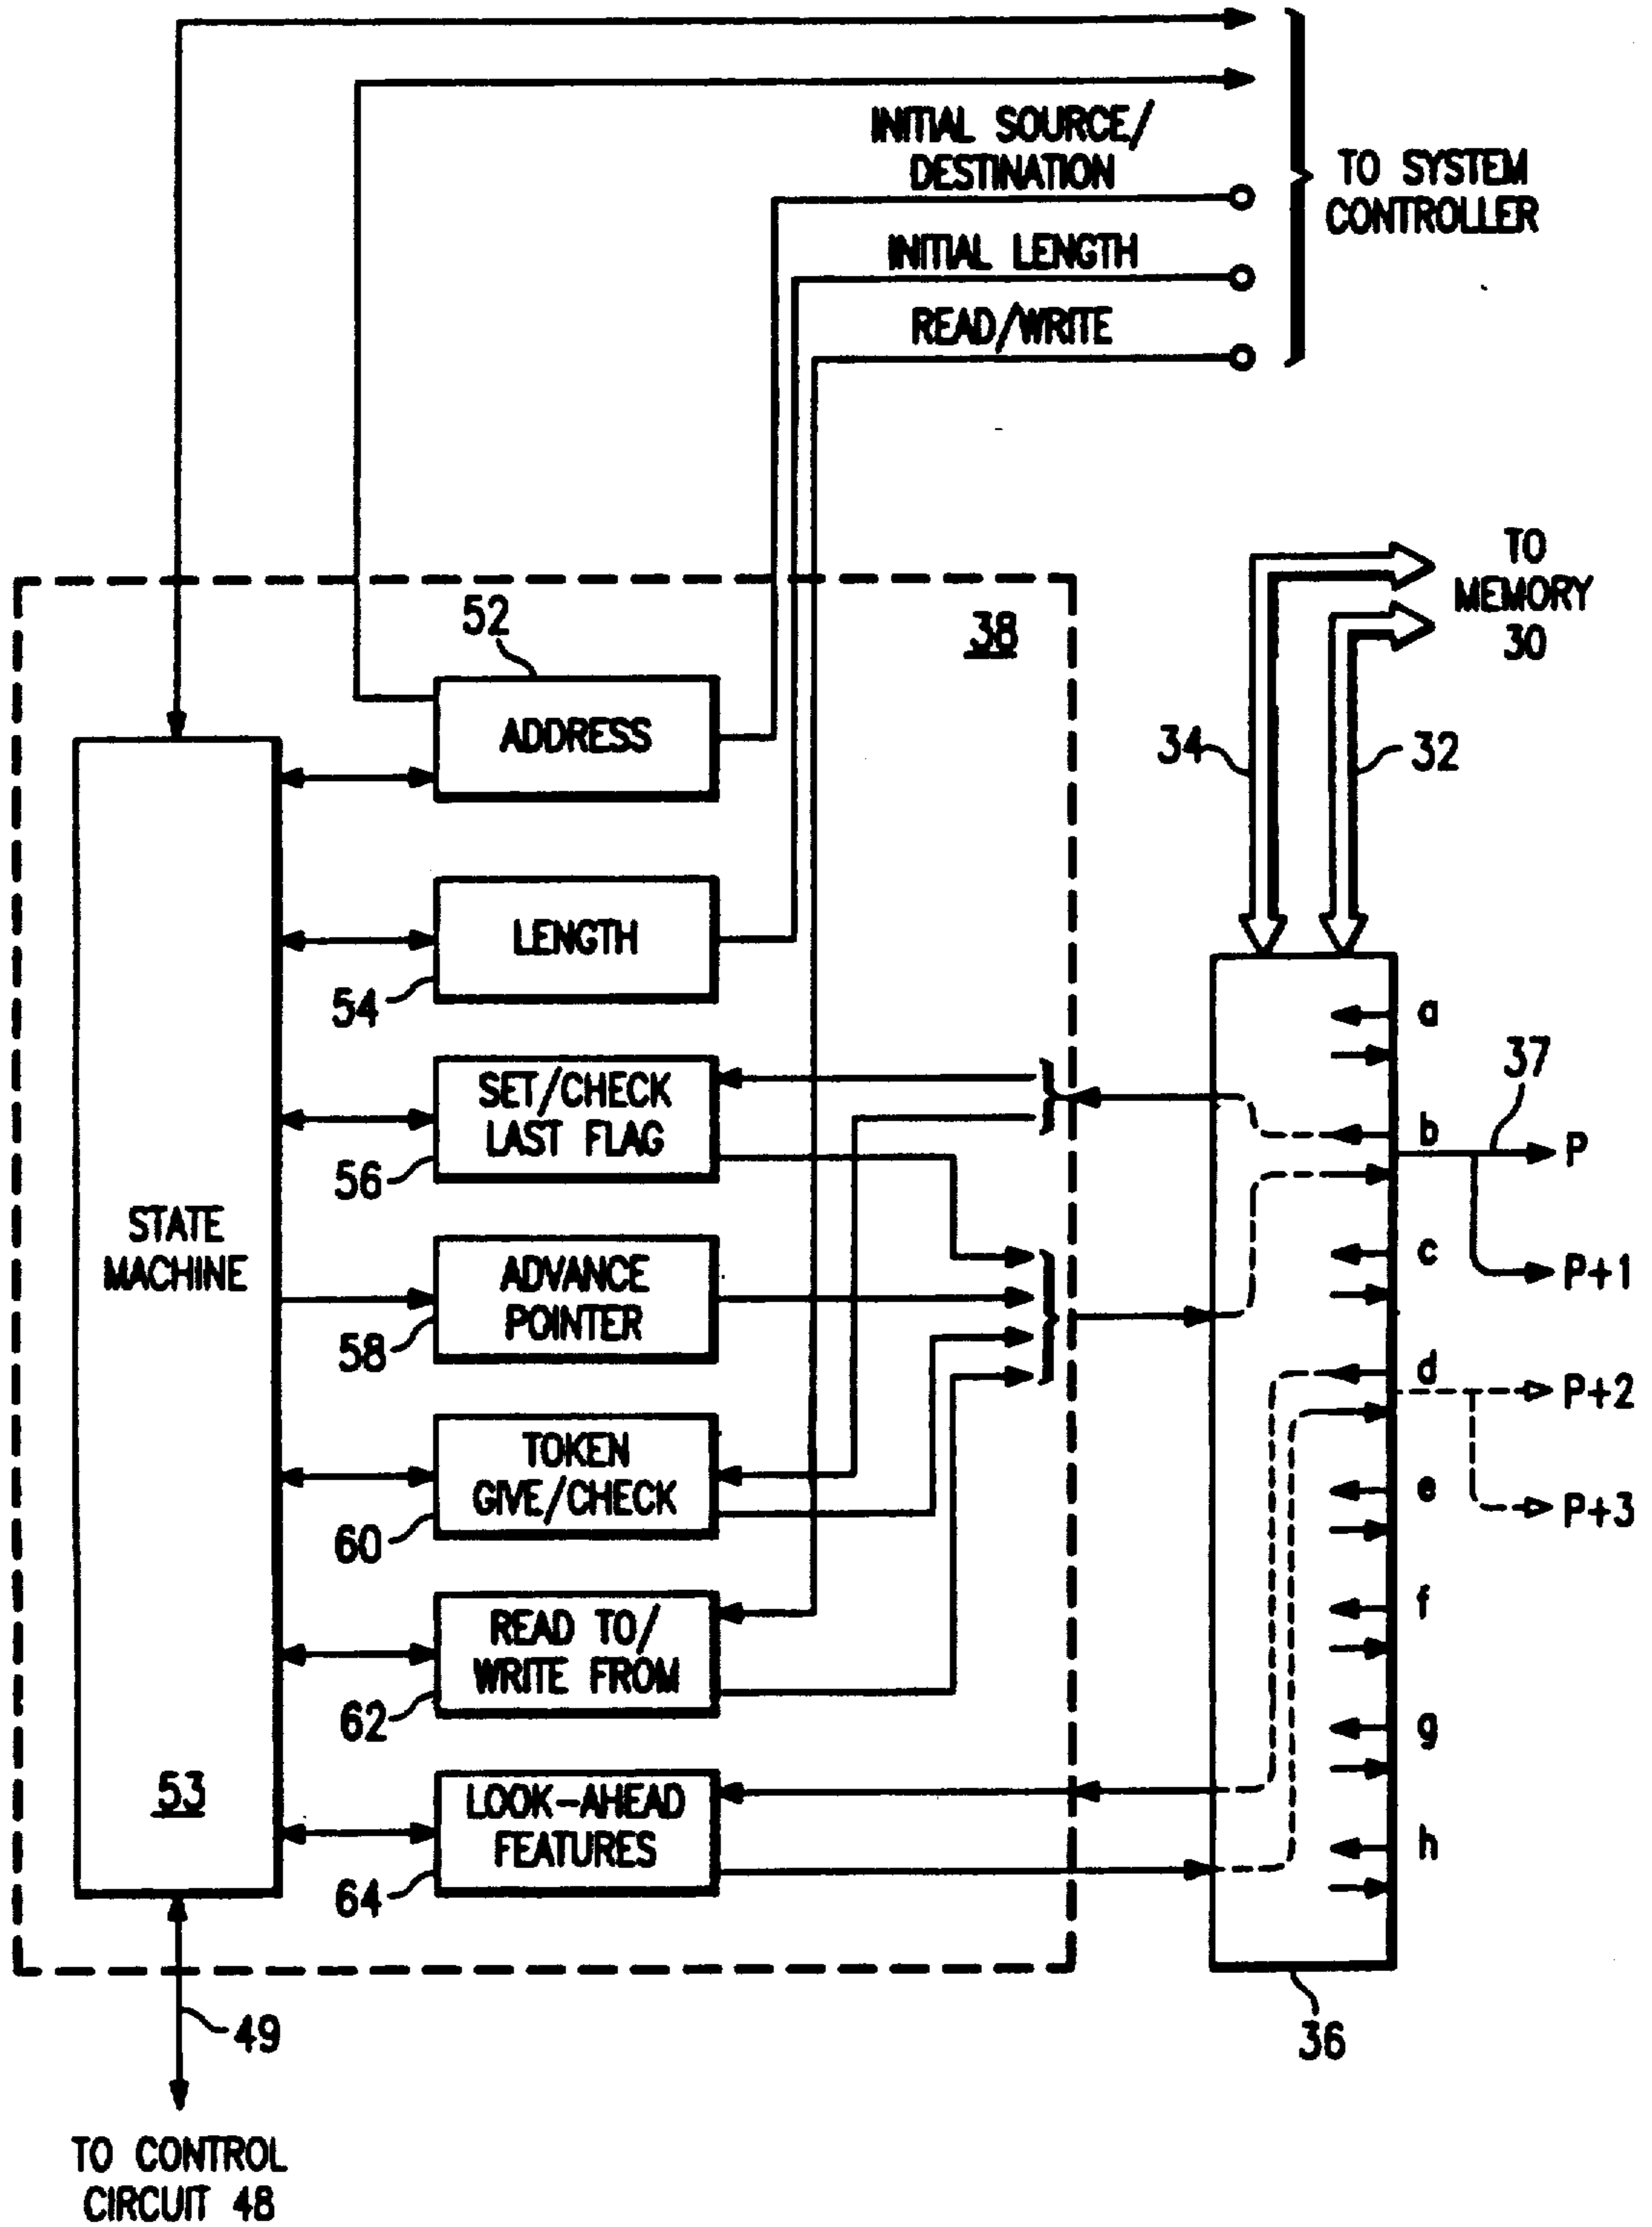 INITIAL SOURCE/
DESTINATION
INITIAL LENGTH
READ/WRITE
TO SYSTEM
CONTROLLER
TO
MEMORY
30
52
38
ADDRESS
34
32
LENGTH
54
a
37
SET/CHECK
LAST FLAG
56
b
P
STATE
MACHINE
ADVANCE
POINTER
58
c
P+1
d
P+2
TOKEN
GIVE/CHECK
60
e
P+3
READ TO/
WRITE FROM
62
f
g
53
LOOK-AHEAD
FEATURES
64
h
49
36
TO CONTROL
CIRCUIT 48